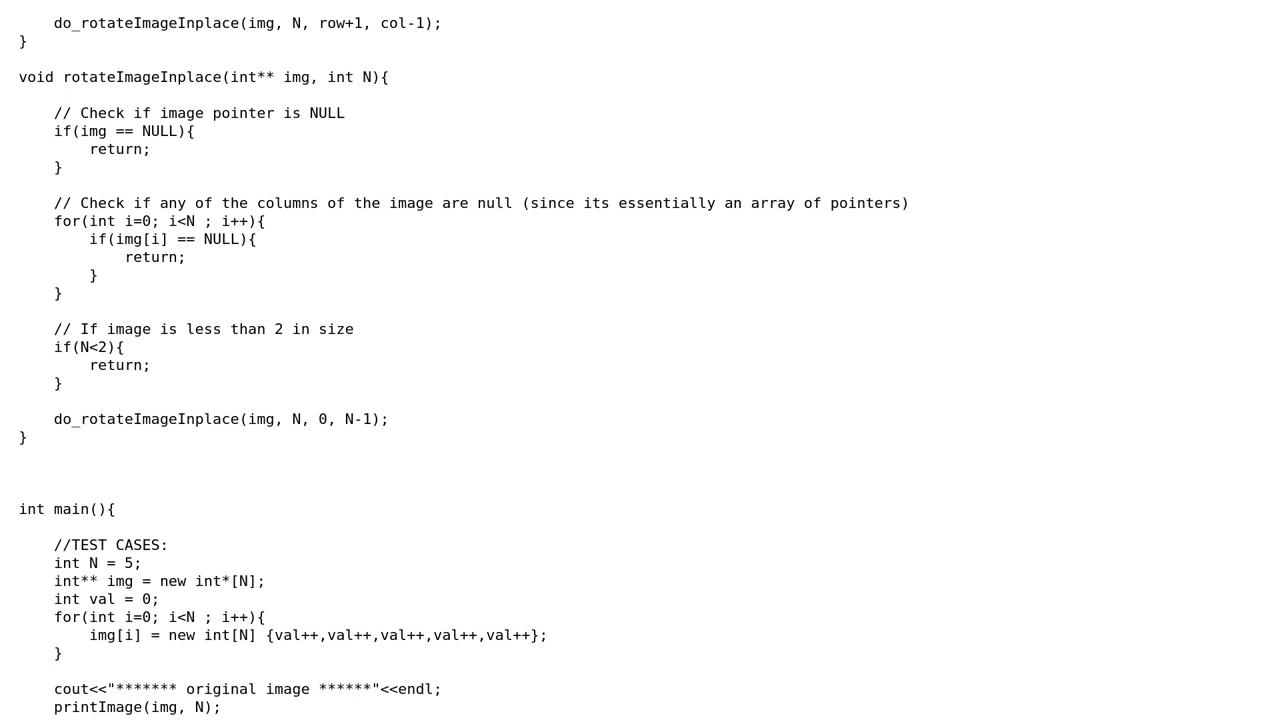 do_rotateImageInplace(img, N, row+1, col-1);
}

void rotateImageInplace(int** img, int N){

    // Check if image pointer is NULL
    if(img == NULL){
        return;
    }

    // Check if any of the columns of the image are null (since its essentially an array of pointers)
    for(int i=0; i<N ; i++){
        if(img[i] == NULL){
            return;
        }
    }

    // If image is less than 2 in size
    if(N<2){
        return;
    }

    do_rotateImageInplace(img, N, 0, N-1);
}



int main(){

    //TEST CASES:
    int N = 5;
    int** img = new int*[N];
    int val = 0;
    for(int i=0; i<N ; i++){
        img[i] = new int[N] {val++,val++,val++,val++,val++};
    }

    cout<<"******* original image ******"<<endl;
    printImage(img, N);